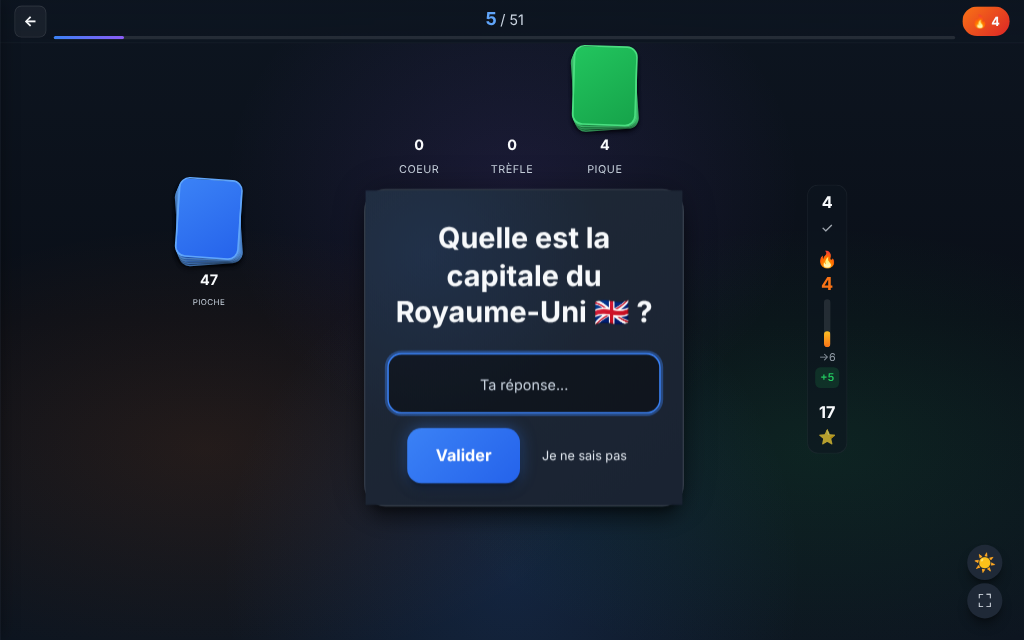 5 / 51
🔥 4
0
COEUR
0
TRÈFLE
4
PIQUE
47
PIOCHE
Quelle est la
capitale du
Royaume-Uni 🇬🇧 ?
Ta réponse...
Valider
Je ne sais pas
4
✓
🔥
4
→6
+5
17
⭐